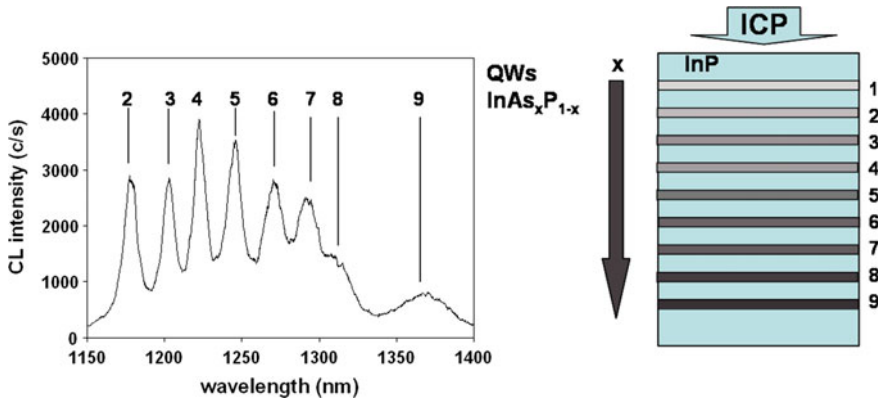 5000
4000
3000
2000
1000
0
CL intensity (c/s)
2 3 4 5 6 7 8 9
1150 1200 1250 1300 1350 1400
wavelength (nm)
QWs
InAsₓP₁₋ₓ
ICP
x
InP
1
2
3
4
5
6
7
8
9